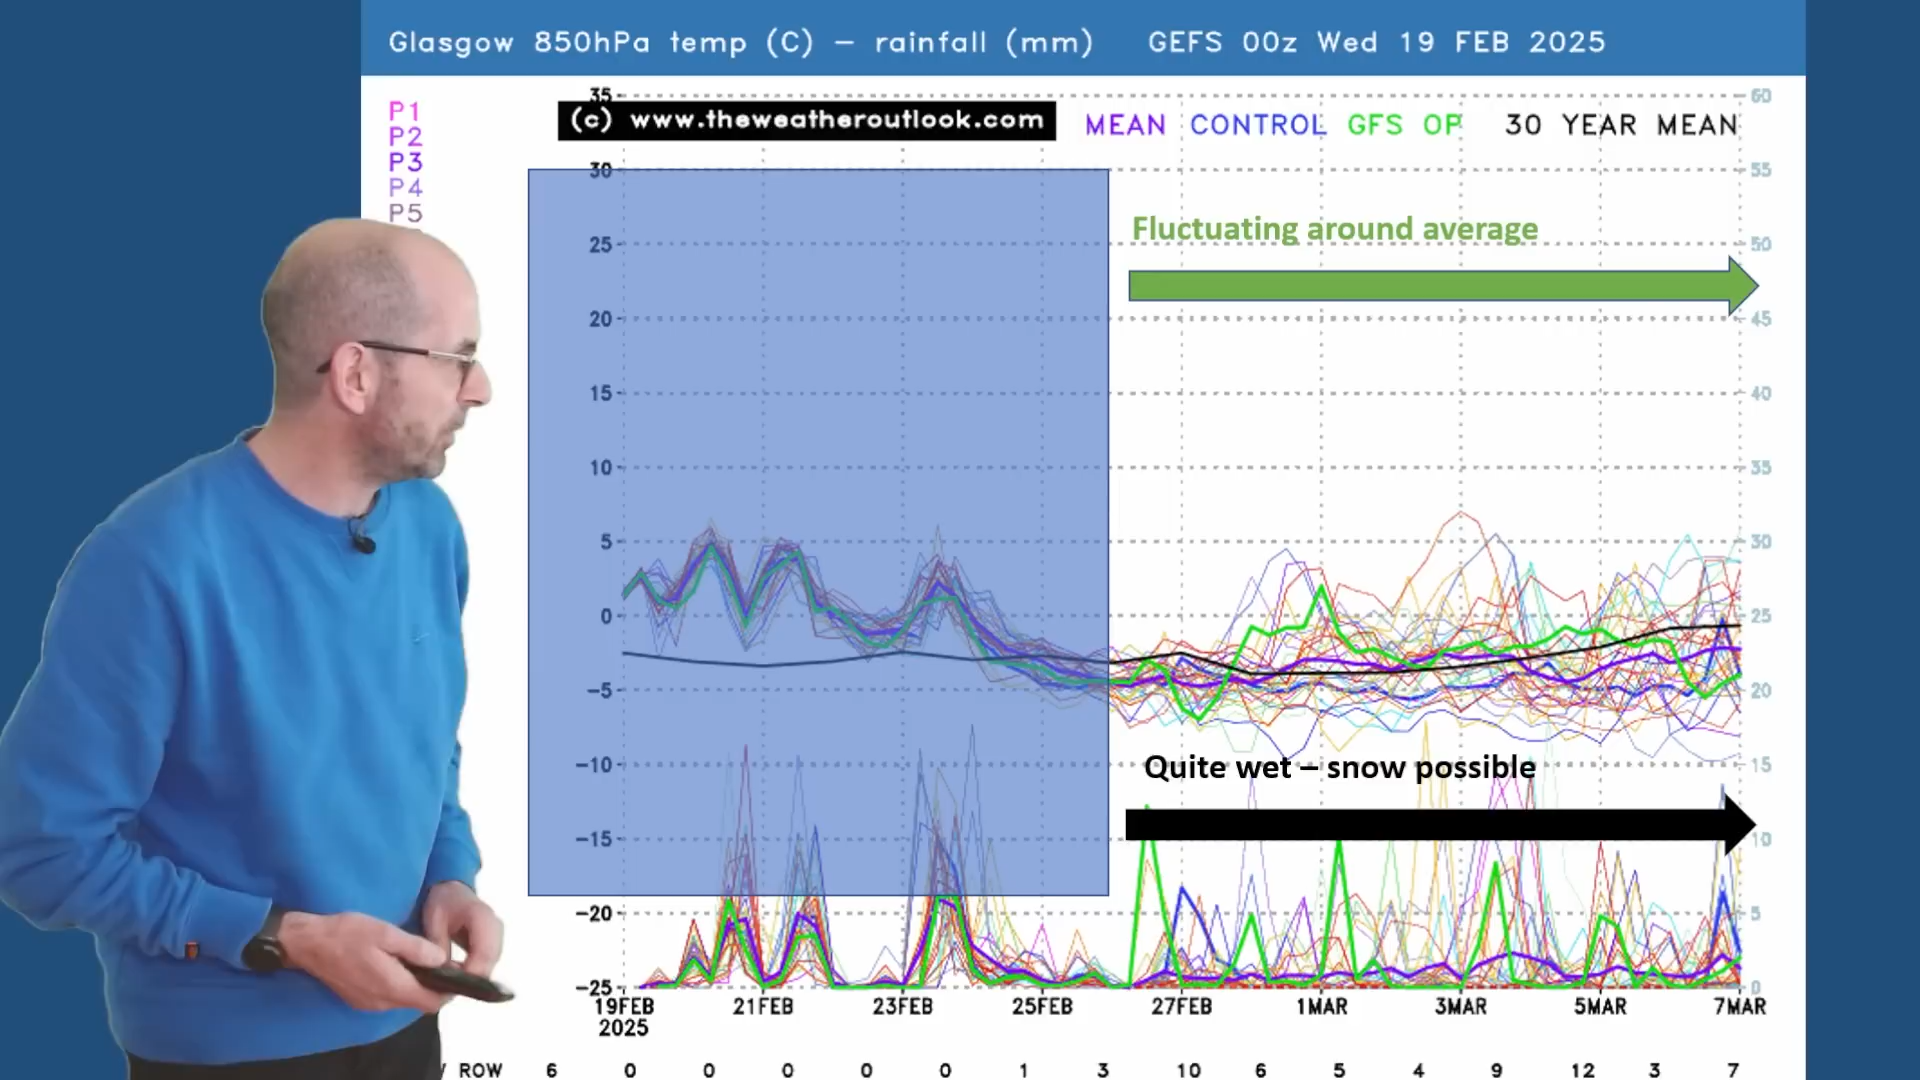 Glasgow 850hPa temp (C) – rainfall (mm) GEFS 00z Wed 19 FEB 2025
(c) www.theweatheroutlook.com MEAN CONTROL GFS OP 30 YEAR MEAN
P1
P2
P3
P4
P5
35 60
30 55
25 50
20 45
15 40
10 35
5 30
0 25
-5 20
-10 15
-15 10
-20 5
-25 0
Fluctuating around average
Quite wet – snow possible
19FEB 21FEB 23FEB 25FEB 27FEB 1MAR 3MAR 5MAR 7MAR
2025
ROW 6 0 0 0 0 0 1 3 10 6 5 4 9 12 3 7